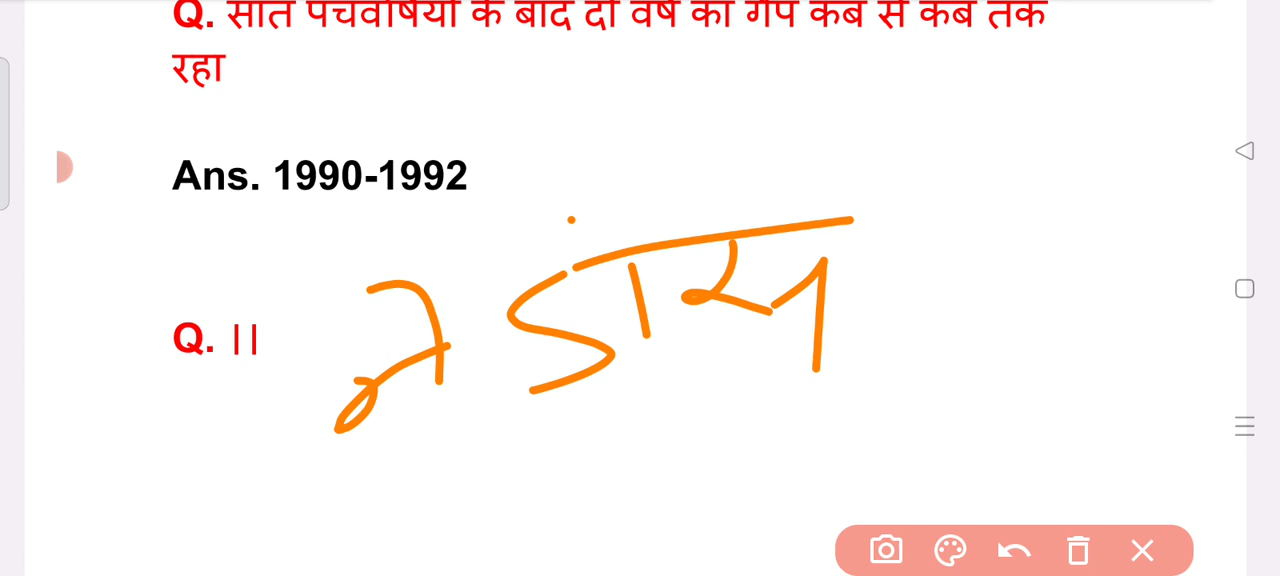 Q. सात पंचवर्षियों के बाद दो वर्ष का गैप कब से कब तक
रहा
Ans. 1990-1992
Q. ।।